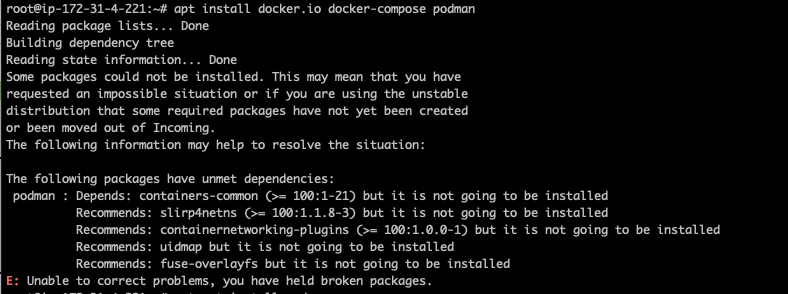 root@ip-172-31-4-221:~# apt install docker.io docker-compose podman
Reading package lists... Done
Building dependency tree
Reading state information... Done
Some packages could not be installed. This may mean that you have
requested an impossible situation or if you are using the unstable
distribution that some required packages have not yet been created
or been moved out of Incoming.
The following information may help to resolve the situation:

The following packages have unmet dependencies:
 podman : Depends: containers-common (>= 100:1-21) but it is not going to be installed
          Recommends: slirp4netns (>= 100:1.1.8-3) but it is not going to be installed
          Recommends: containernetworking-plugins (>= 100:1.0.0-1) but it is not going to be installed
          Recommends: uidmap but it is not going to be installed
          Recommends: fuse-overlayfs but it is not going to be installed
E: Unable to correct problems, you have held broken packages.